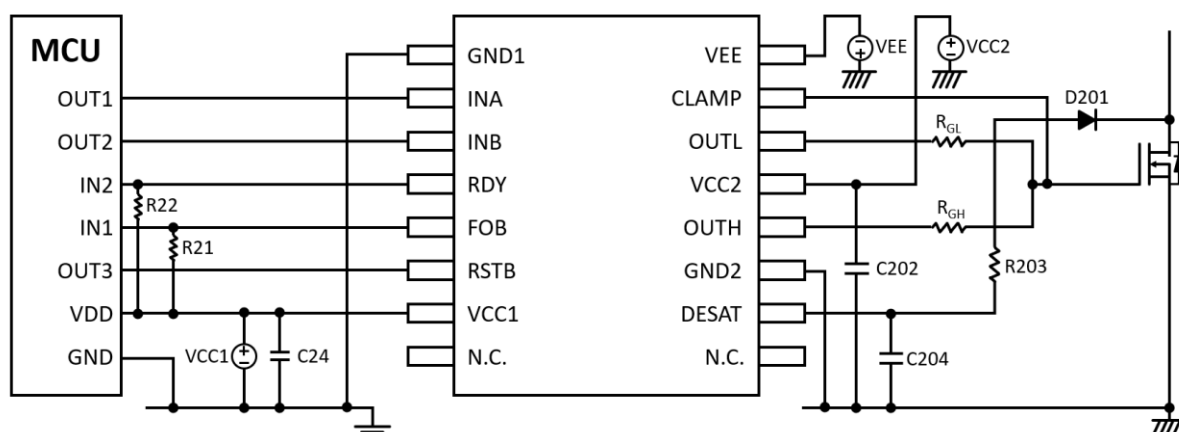 MCU
OUT1
OUT2
IN2
IN1
OUT3
VDD
GND
R22
R21
VCC1
C24
GND1
INA
INB
RDY
FOB
RSTB
VCC1
N.C.
VEE
CLAMP
OUTL
VCC2
OUTH
GND2
DESAT
N.C.
VEE
VCC2
D201
RGL
RGH
C202
R203
C204